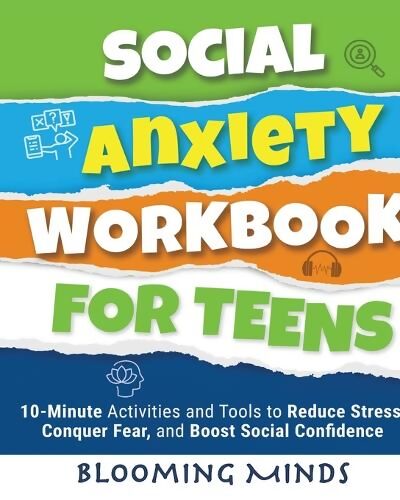 SOCIAL
ANXIETY
WORKBOOK
FOR TEENS
10-Minute Activities and Tools to Reduce Stress
Conquer Fear, and Boost Social Confidence
BLOOMING MINDS